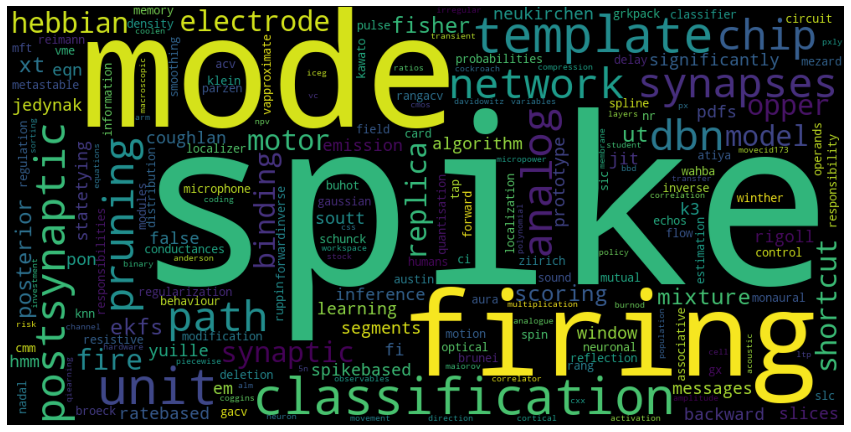 hebbian
electrode
fisher
neukirchen
template
chip
circuit
mode
spike
firing
network
synapses
significantly
probabilities
algorithm
emission
replica
motor
coughlan
pruning
postsynaptic
posterior
binding
analog
opper
dbn
model
pdfs
eqn
xt
jedynak
metastable
information
memory
density
reimann
mft
vme
acv
klein
parzen
smoothing
pulse
kawato
coolen
grkpack
classifier
transient
cockroach
compression
davidowitz
variables
ratios
delay
mezard
spline
layers
irregular
iceg
macroscopic
vapproximate
rangacv
npv
vc
arm
cmos
field
card
nr
student
px
pxly
wahba
atiya
operands
movecid173
responsibility
regulation
statetying
localizer
microphone
conductances
false
pon
soutt
schunck
gaussian
tap
forward
localization
micropower
membrane
prototype
quantisation
ut
jit
slc
bbd
transfer
correlation
inverse
k3
echos
flow
winther
rigoll
control
estimation
mutual
monaural
shortcut
mixture
scoring
window
inference
learning
segments
spikebased
classification
unit
path
synaptic
fire
ekfs
yuille
ratebased
em
gacv
coggins
hmm
cmm
knn
nadal
broeck
resistive
behaviour
regularization
modification
deletion
ruppin
forwardinverse
workspace
stock
css
humans
austin
ziirich
ci
sound
policy
aura
brunei
motion
optical
spin
neuronal
reflection
associative
messages
backward
slices
maiorov
correlator
analogue
multiplication
burnod
rang
cortical
direction
movement
activation
cxx
population
acoustic
amplitude
cell
gx
ltp
observables
5n
alm
neuron
hardware
piecewise
channel
risk
investment
binary
anderson
buhot
distribution
modules
responsibilities
equations
sorting
coding
polynomial
fi